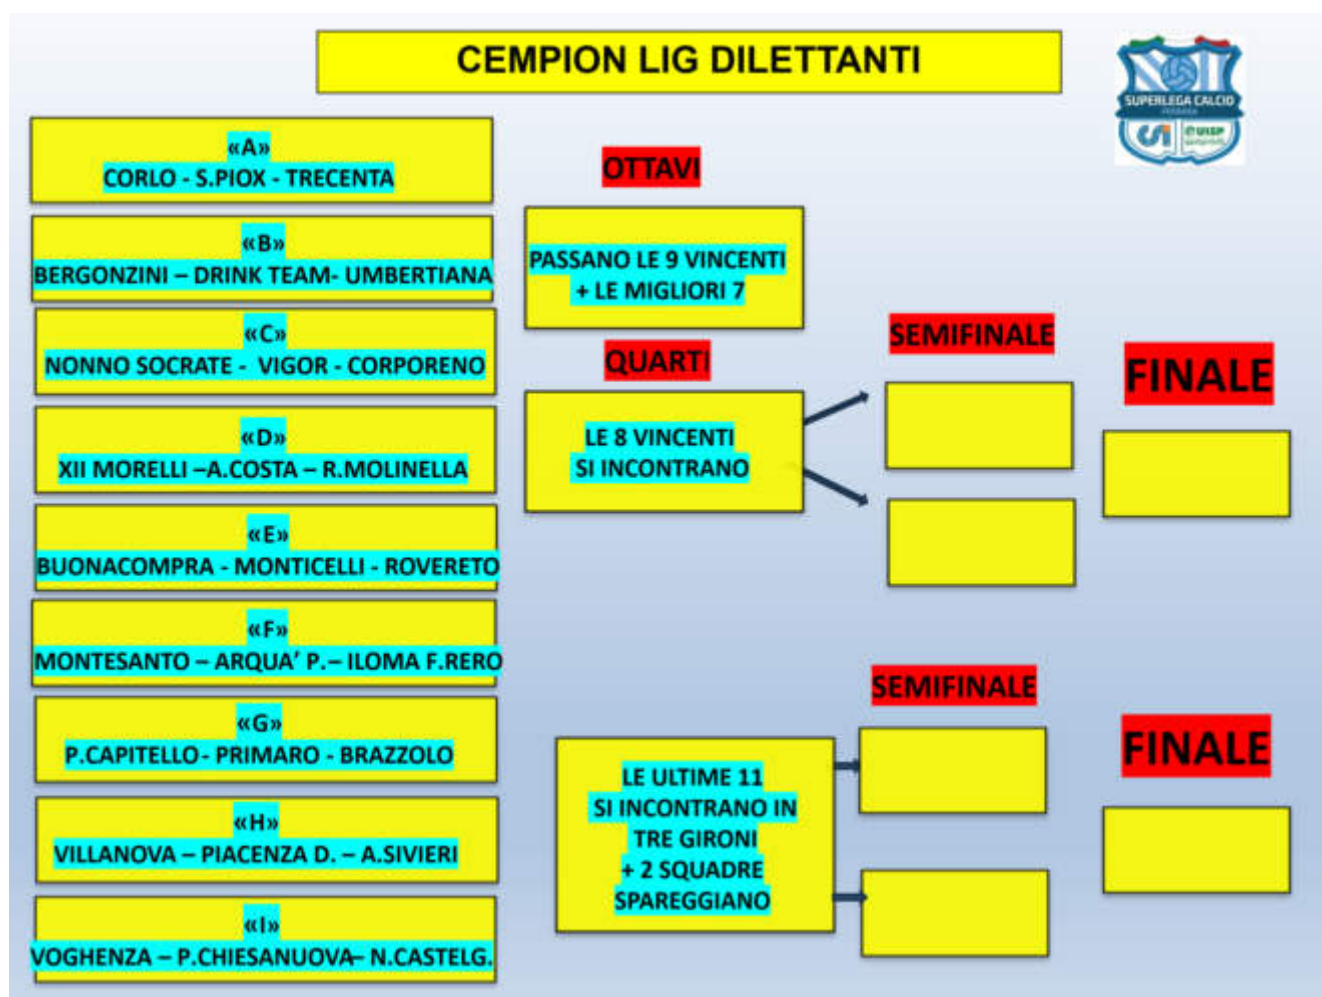 CEMPION LIG DILETTANTI
SUPERLEGA CALCIO
FERRARA
UISP
«A»
CORLO - S.PIOX - TRECENTA
«B»
BERGONZINI – DRINK TEAM- UMBERTIANA
«C»
NONNO SOCRATE - VIGOR - CORPORENO
«D»
XII MORELLI –A.COSTA – R.MOLINELLA
«E»
BUONACOMPRA - MONTICELLI - ROVERETO
«F»
MONTESANTO – ARQUA’ P.– ILOMA F.RERO
«G»
P.CAPITELLO- PRIMARO - BRAZZOLO
«H»
VILLANOVA – PIACENZA D. – A.SIVIERI
«I»
VOGHENZA – P.CHIESANUOVA– N.CASTELG.
OTTAVI
PASSANO LE 9 VINCENTI
+ LE MIGLIORI 7
QUARTI
LE 8 VINCENTI
SI INCONTRANO
SEMIFINALE
FINALE
LE ULTIME 11
SI INCONTRANO IN
TRE GIRONI
+ 2 SQUADRE
SPAREGGIANO
SEMIFINALE
FINALE